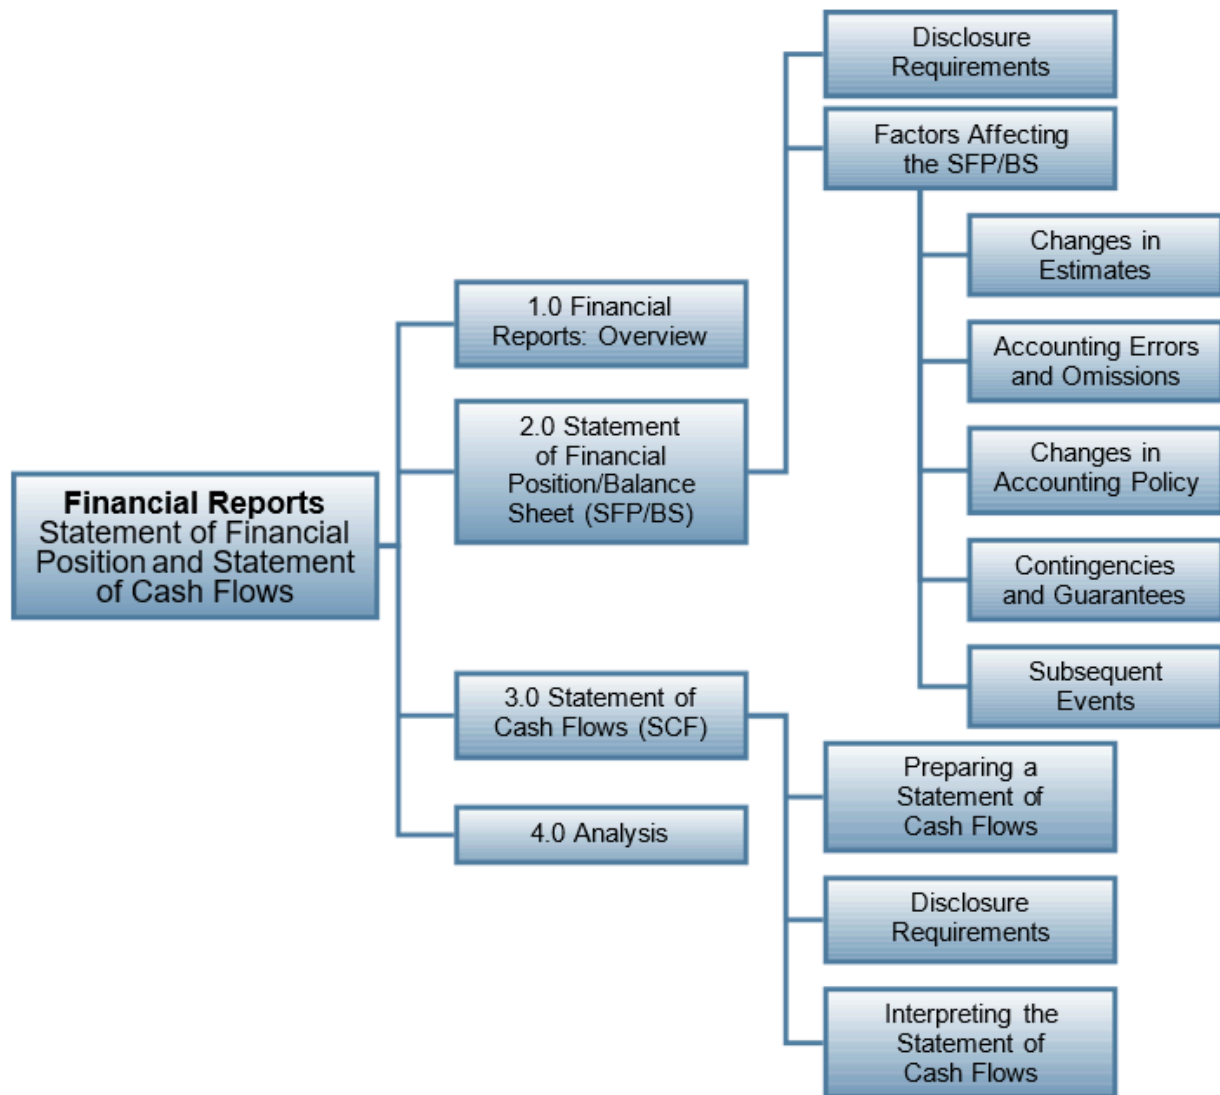 Financial Reports
Statement of Financial
Position and Statement
of Cash Flows
1.0 Financial
Reports: Overview
2.0 Statement
of Financial
Position/Balance
Sheet (SFP/BS)
Disclosure
Requirements
Factors Affecting
the SFP/BS
Changes in
Estimates
Accounting Errors
and Omissions
Changes in
Accounting Policy
Contingencies
and Guarantees
Subsequent
Events
3.0 Statement of
Cash Flows (SCF)
Preparing a
Statement of
Cash Flows
Disclosure
Requirements
Interpreting the
Statement of
Cash Flows
4.0 Analysis